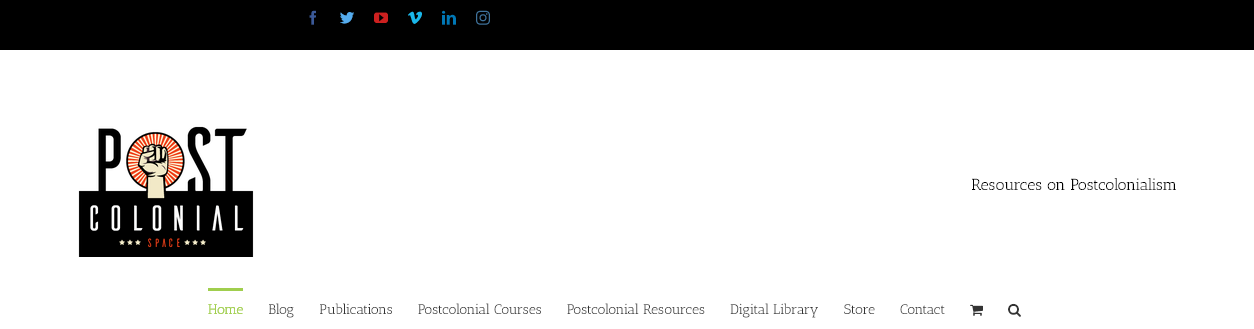 POST
COLONIAL
SPACE
Resources on Postcolonialism
Home Blog Publications Postcolonial Courses Postcolonial Resources Digital Library Store Contact